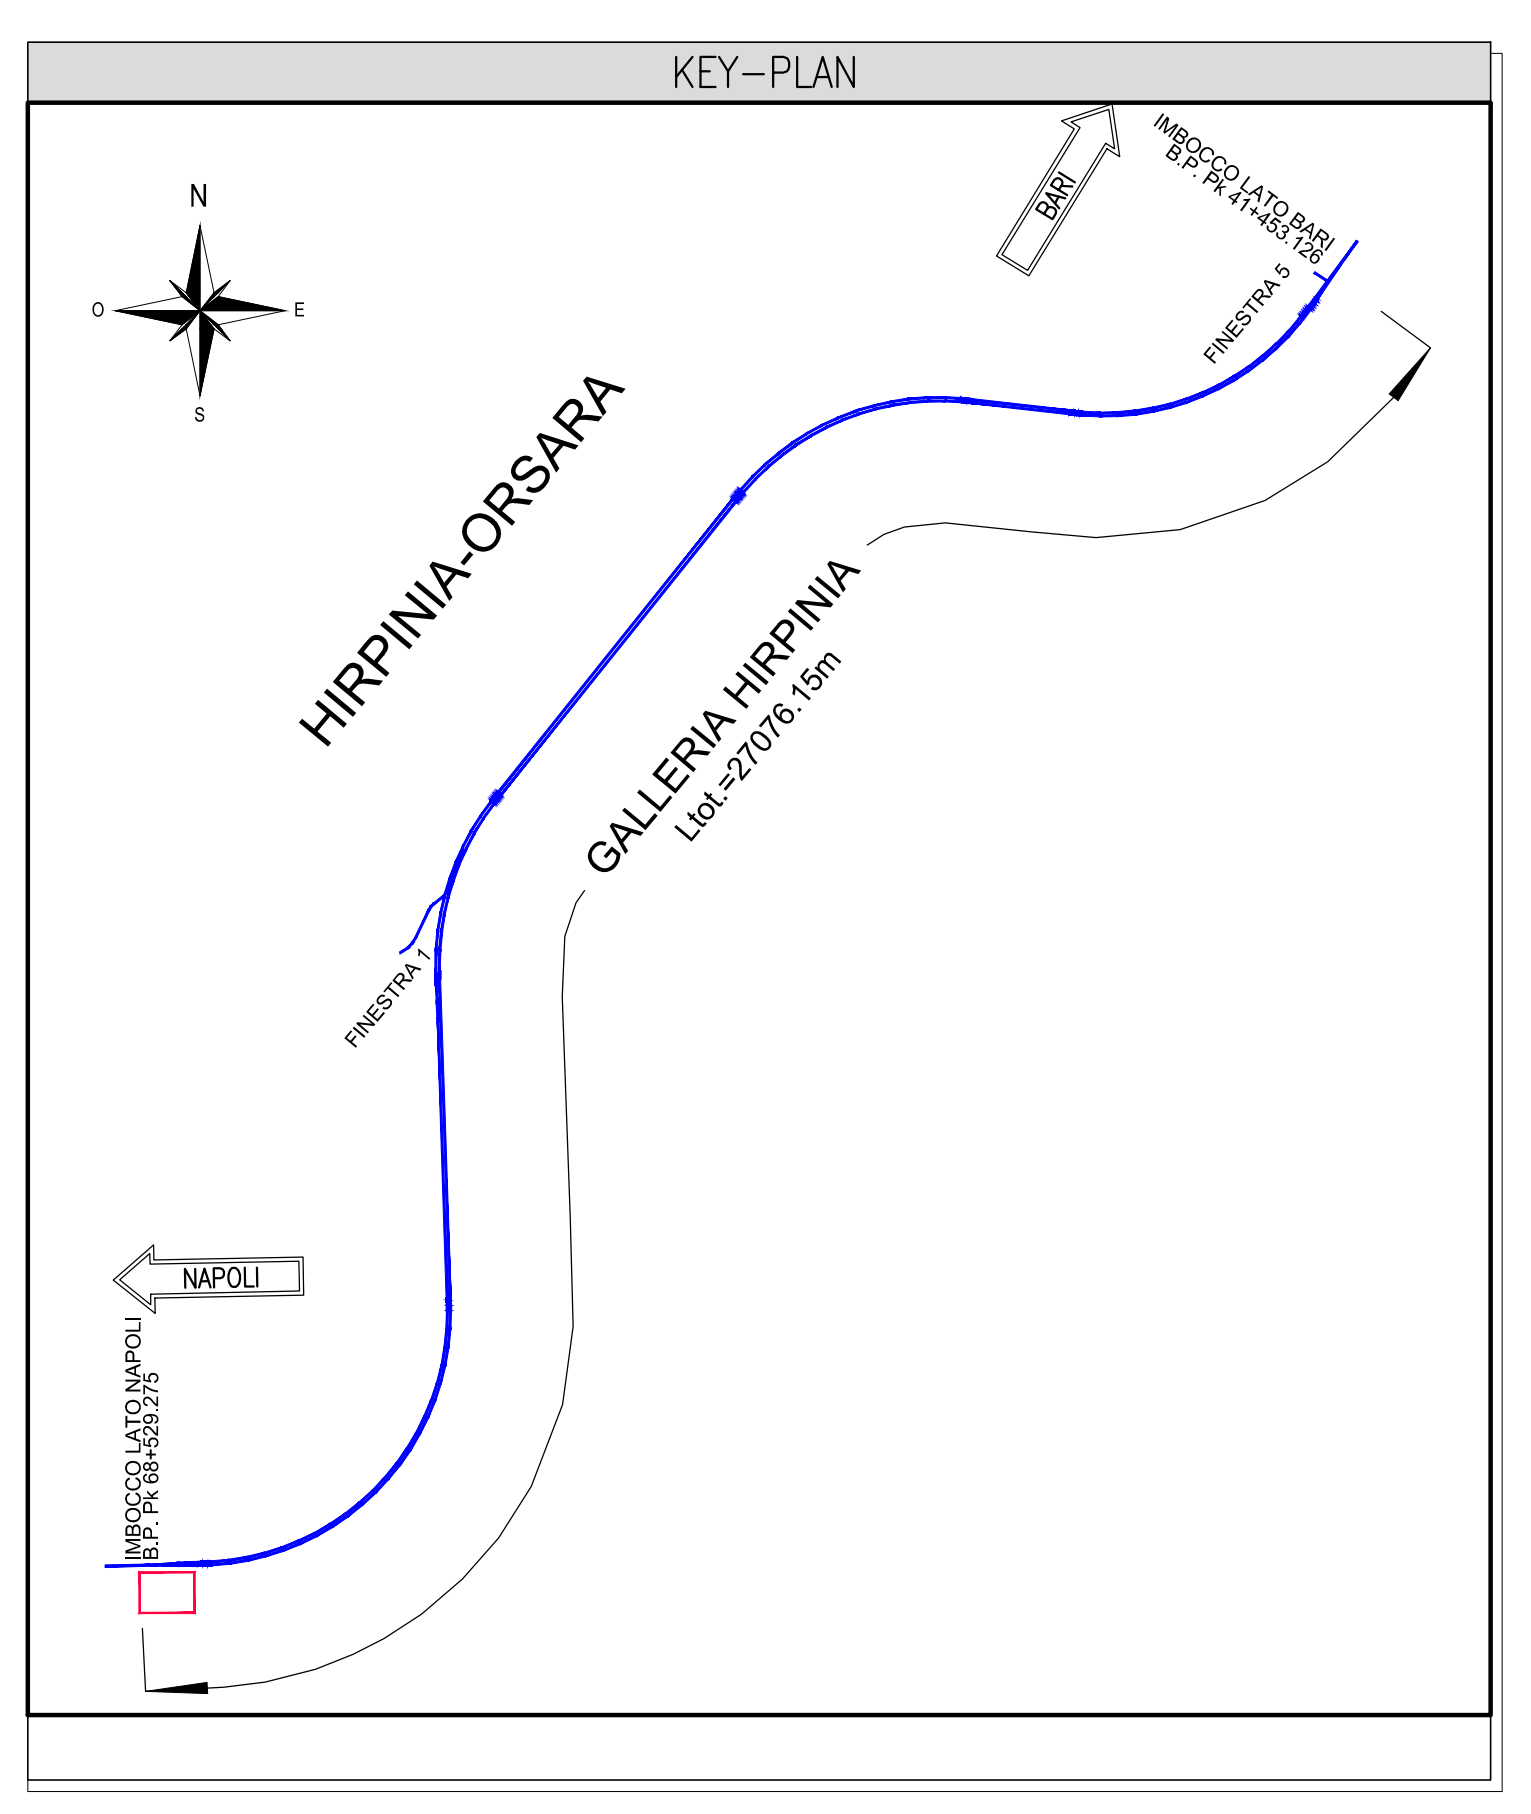 KEY-PLAN
BARI
IMBOCCO LATO BARI
B.P. Pk 41+453.126
N
O
E
S
FINESTRA 5
HIRPINIA-ORSARA
GALLERIA HIRPINIA
Ltot.=27076.15m
FINESTRA 1
NAPOLI
IMBOCCO LATO NAPOLI
B.P. Pk 68+529.275